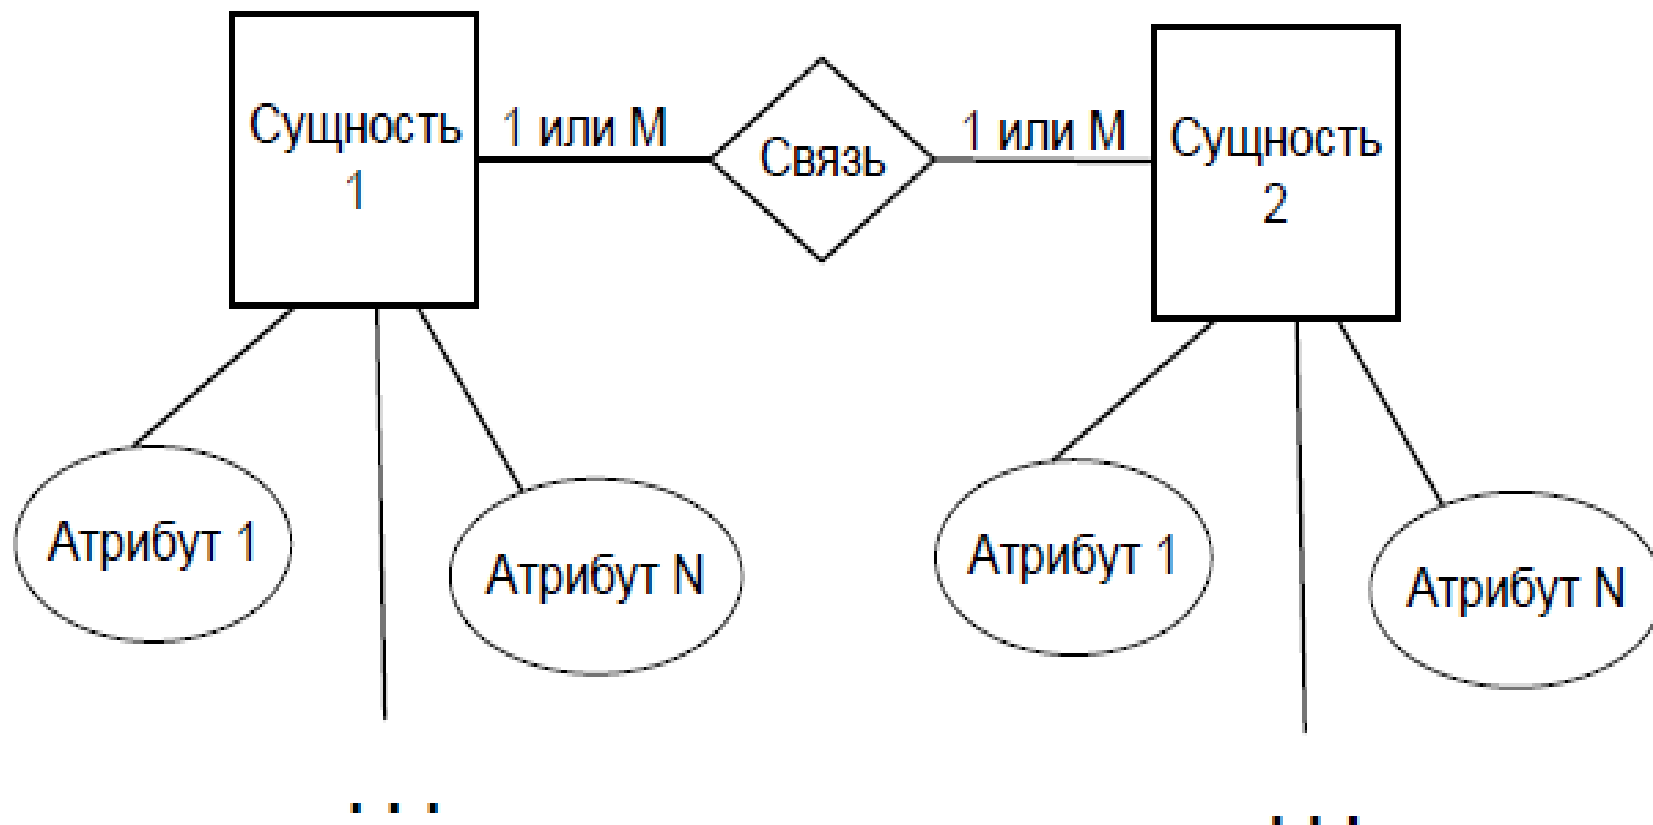 Сущность
1
1 или М
Связь
1 или М
Сущность
2
Атрибут 1
Атрибут N
Атрибут 1
Атрибут N
. . .
. . .